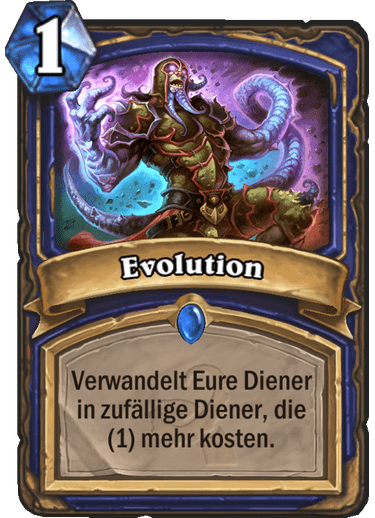 1
Evolution
Verwandelt Eure Diener
in zufällige Diener, die
(1) mehr kosten.